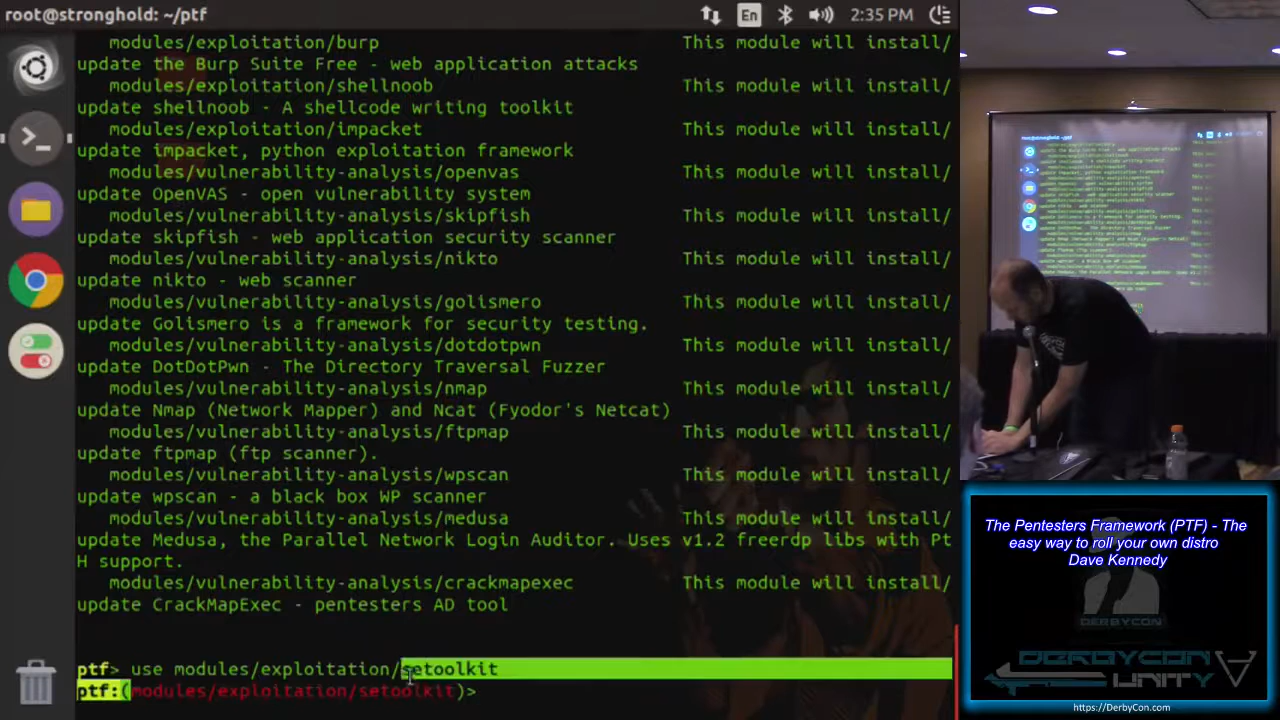 root@stronghold: ~/ptf
En
2:35 PM
modules/exploitation/burp This module will install/
update the Burp Suite Free - web application attacks
modules/exploitation/shellnoob This module will install/
update shellnoob - A shellcode writing toolkit
modules/exploitation/impacket This module will install/
update impacket, python exploitation framework
modules/vulnerability-analysis/openvas This module will install/
update OpenVAS - open vulnerability system
modules/vulnerability-analysis/skipfish This module will install/
update skipfish - web application security scanner
modules/vulnerability-analysis/nikto This module will install/
update nikto - web scanner
modules/vulnerability-analysis/golismero This module will install/
update Golismero is a framework for security testing.
modules/vulnerability-analysis/dotdotpwn This module will install/
update DotDotPwn - The Directory Traversal Fuzzer
modules/vulnerability-analysis/nmap This module will install/
update Nmap (Network Mapper) and Ncat (Fyodor's Netcat)
modules/vulnerability-analysis/ftpmap This module will install/
update ftpmap (ftp scanner).
modules/vulnerability-analysis/wpscan This module will install/
update wpscan - a black box WP scanner
modules/vulnerability-analysis/medusa This module will install/
update Medusa, the Parallel Network Login Auditor. Uses v1.2 freerdp libs with Pt
H support.
modules/vulnerability-analysis/crackmapexec This module will install/
update CrackMapExec - pentesters AD tool
ptf> use modules/exploitation/setoolkit
ptf:(modules/exploitation/setoolkit)>
The Pentesters Framework (PTF) - The
easy way to roll your own distro
Dave Kennedy
DERBYCON
DERBYCON
UNITY
https://DerbyCon.com